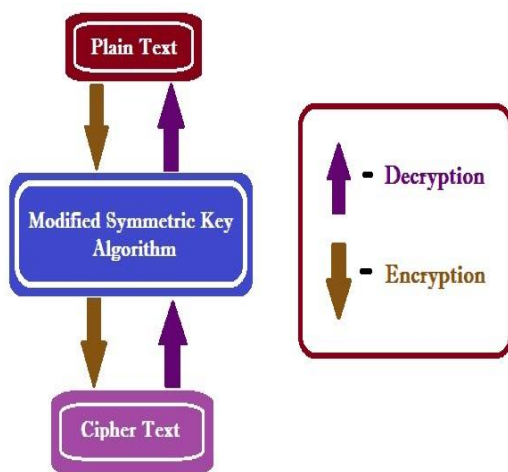 Plain Text
Modified Symmetric Key
Algorithm
Cipher Text
- Decryption
- Encryption